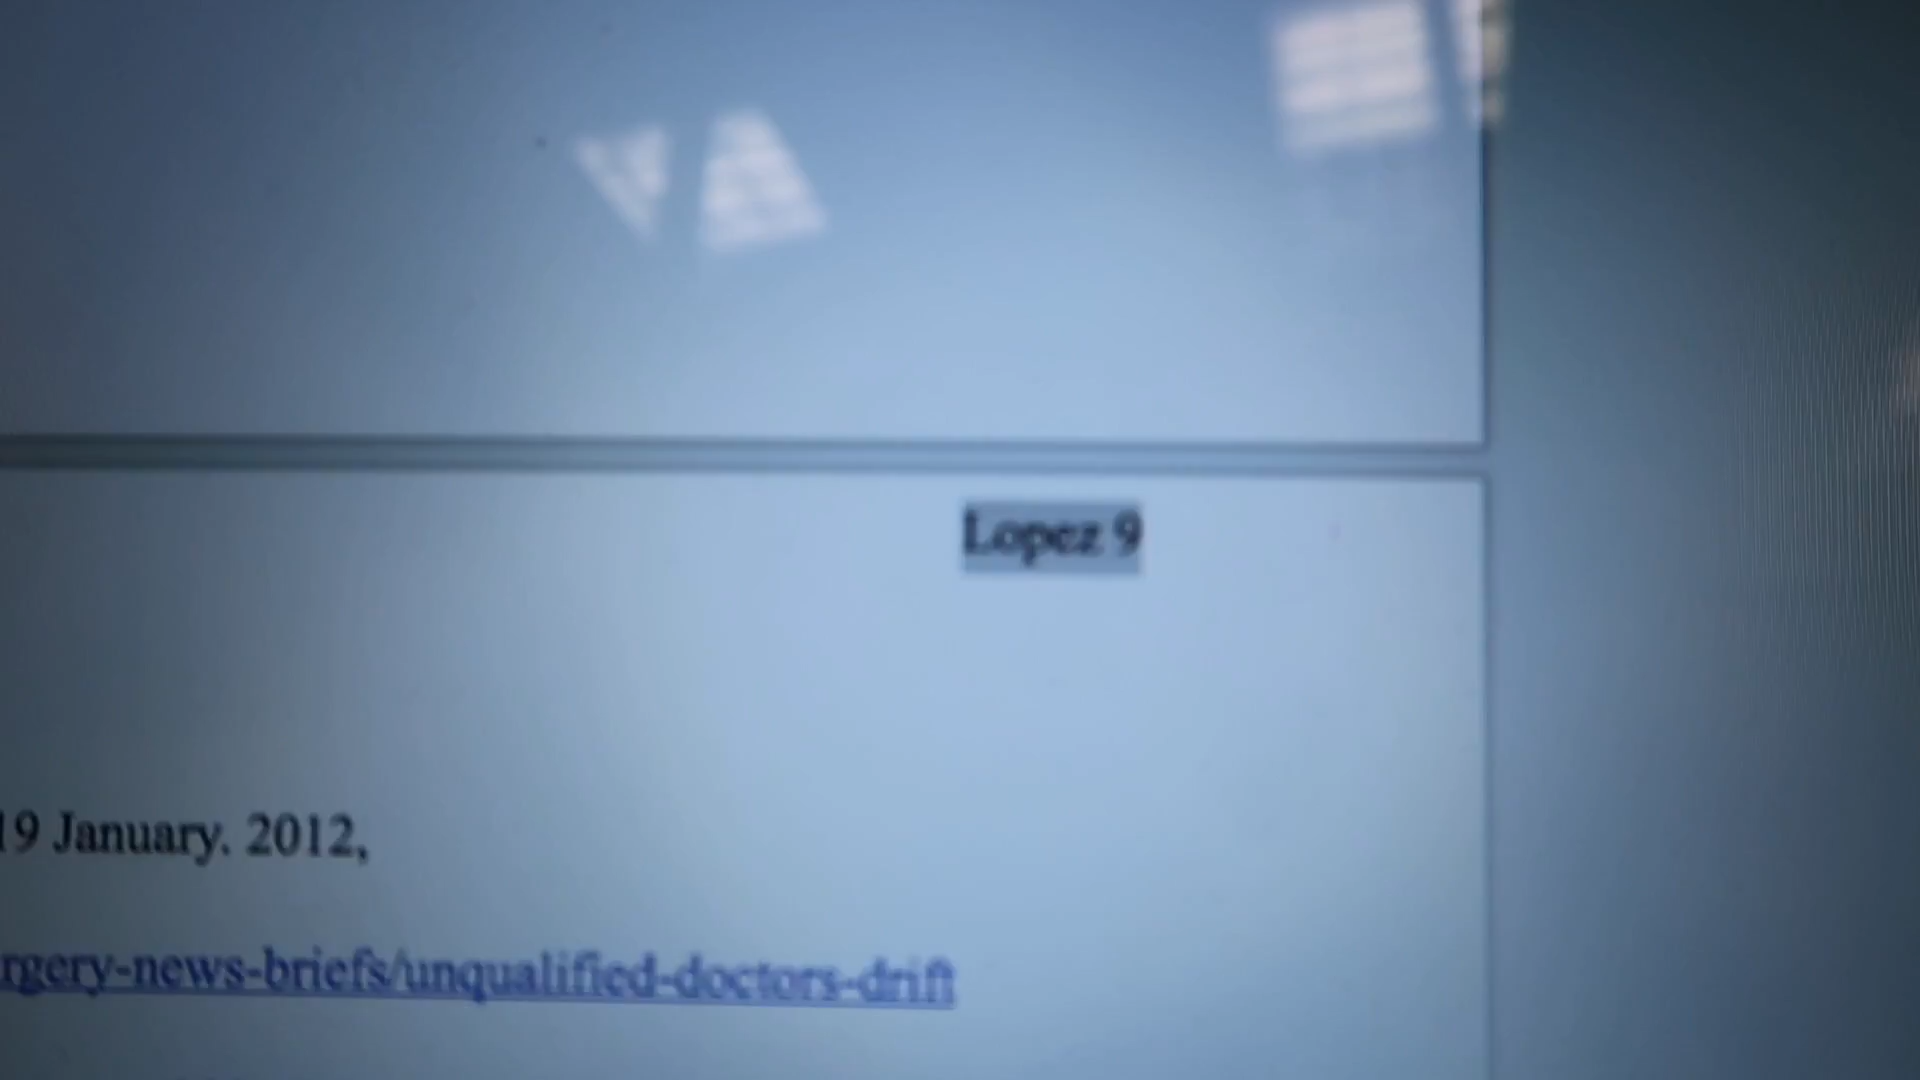 Lopez 9
19 January. 2012,
rgery-news-briefs/unqualified-doctors-drift